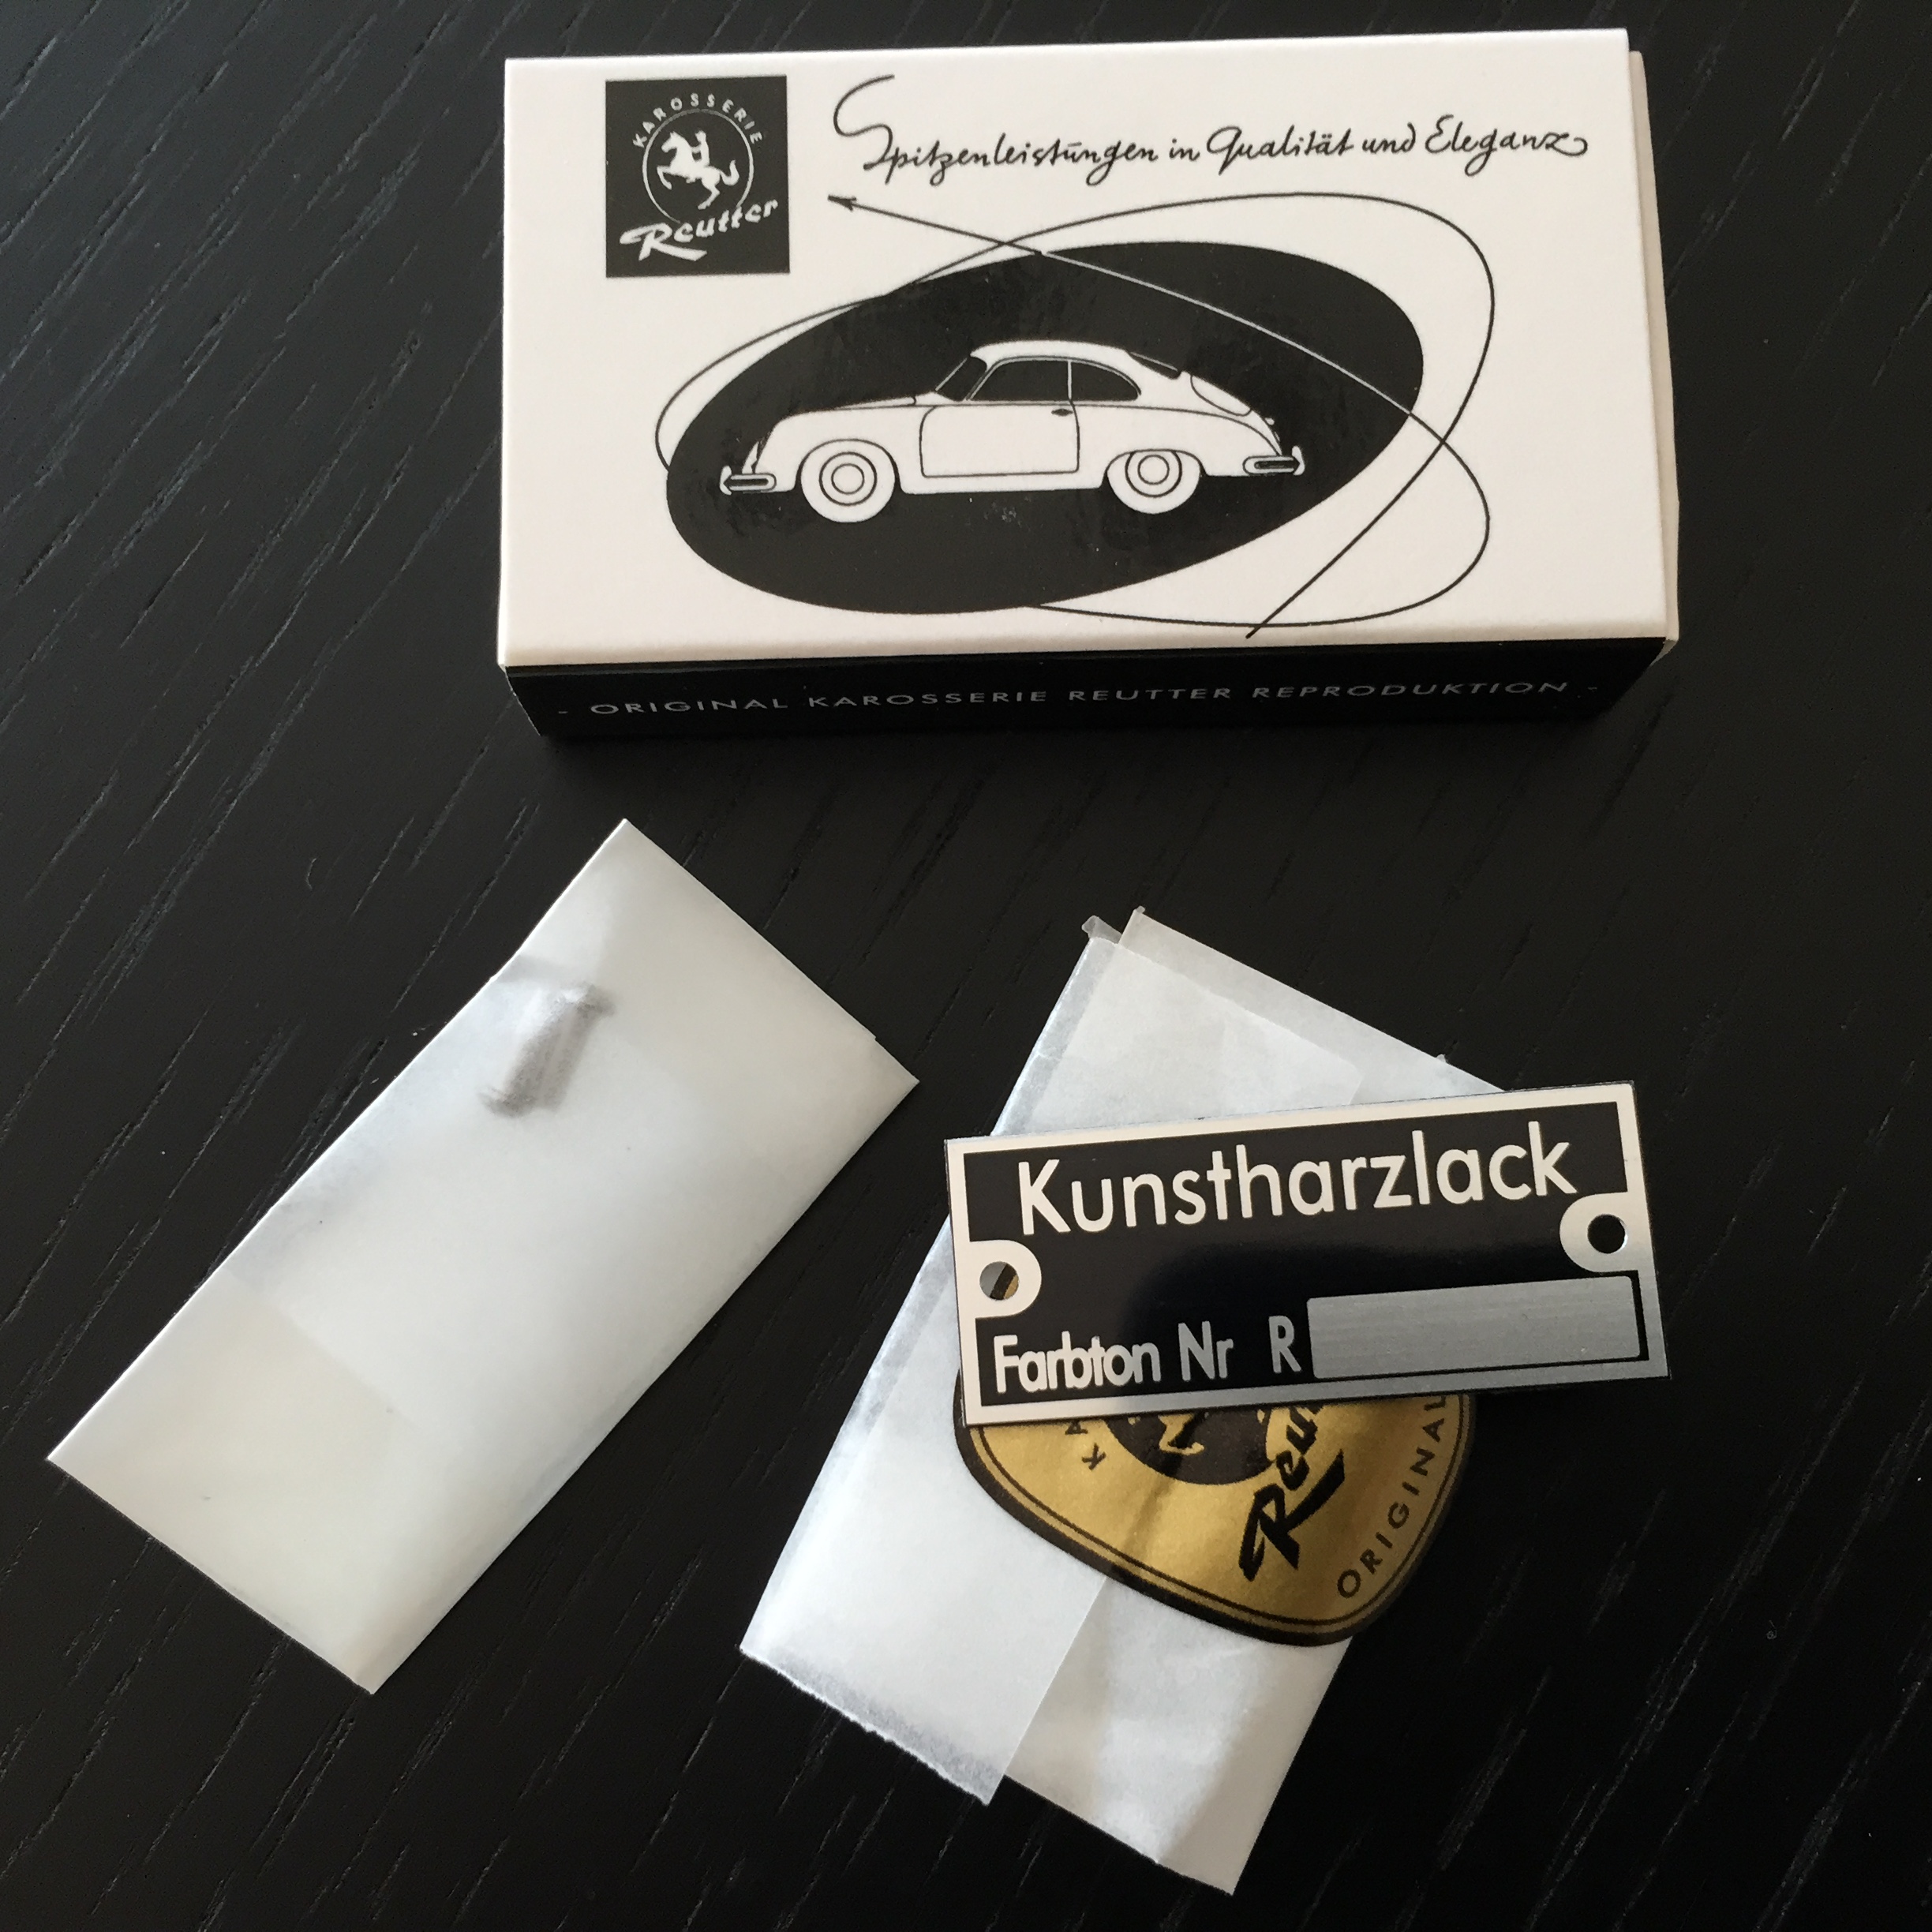 KAROSSERIE
Reutter
Spitzenleistungen in Qualität und Eleganz
- ORIGINAL KAROSSERIE REUTTER REPRODUKTION -
Kunstharzlack
Farbton Nr R
ORIGINAL